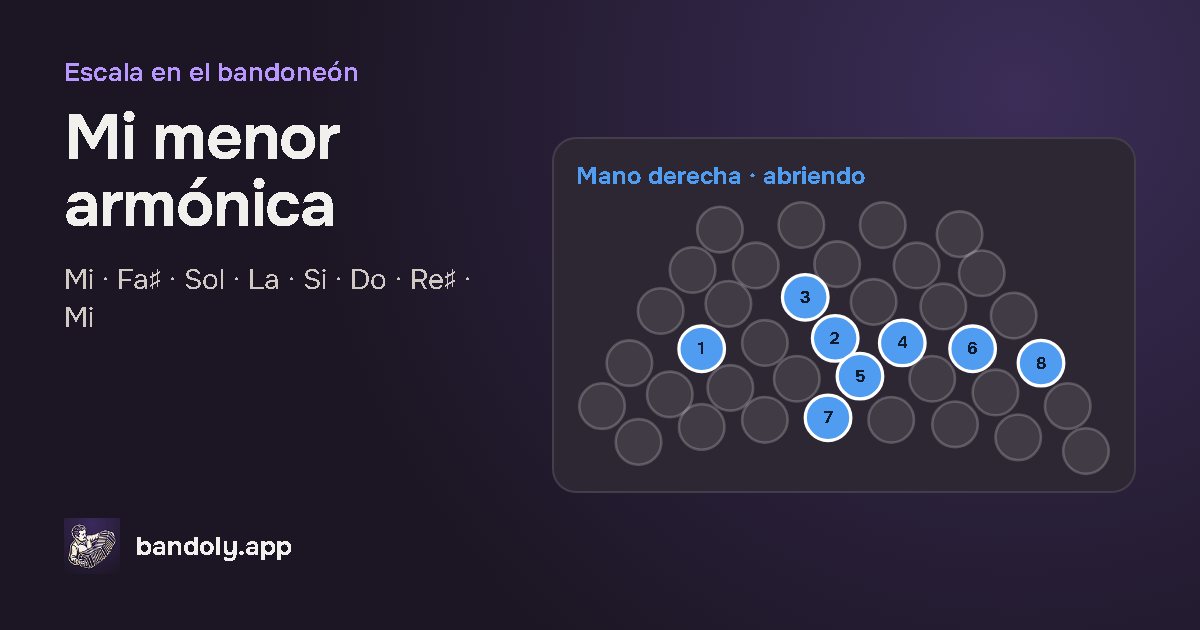 Escala en el bandoneón
Mi menor
armónica
Mi · Fa♯ · Sol · La · Si · Do · Re♯ ·
Mi
Mano derecha · abriendo
3
1
2
4
6
8
5
7
bandoly.app